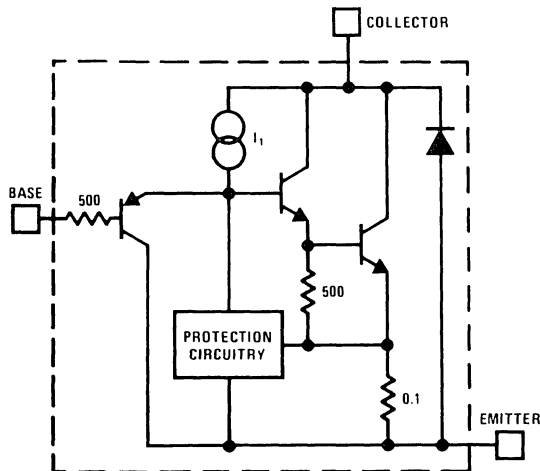 COLLECTOR
I₁
BASE
500
500
PROTECTION
CIRCUITRY
0.1
EMITTER